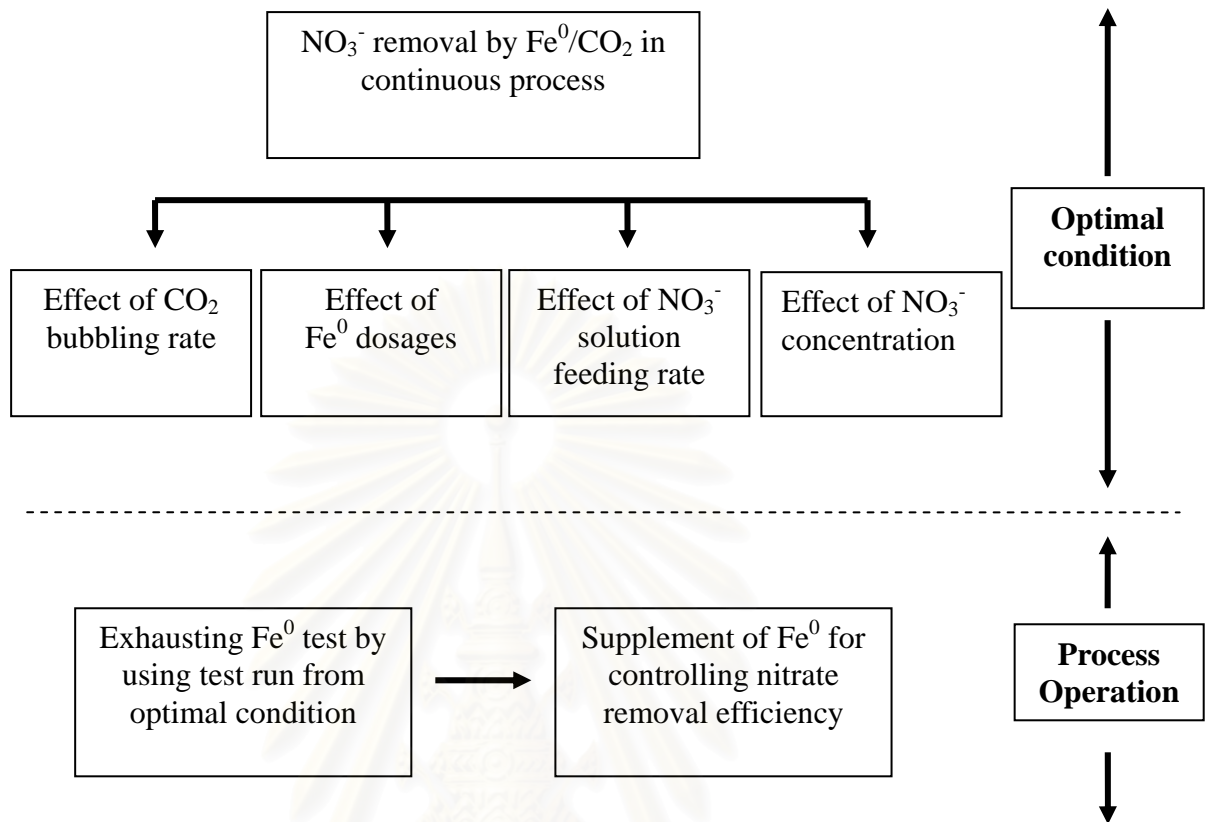 NO₃⁻ removal by Fe⁰/CO₂ in
continuous process
Optimal
condition
Effect of CO₂
bubbling rate
Effect of
Fe⁰ dosages
Effect of NO₃⁻
solution
feeding rate
Effect of NO₃⁻
concentration
Exhausting Fe⁰ test by
using test run from
optimal condition
Supplement of Fe⁰ for
controlling nitrate
removal efficiency
Process
Operation